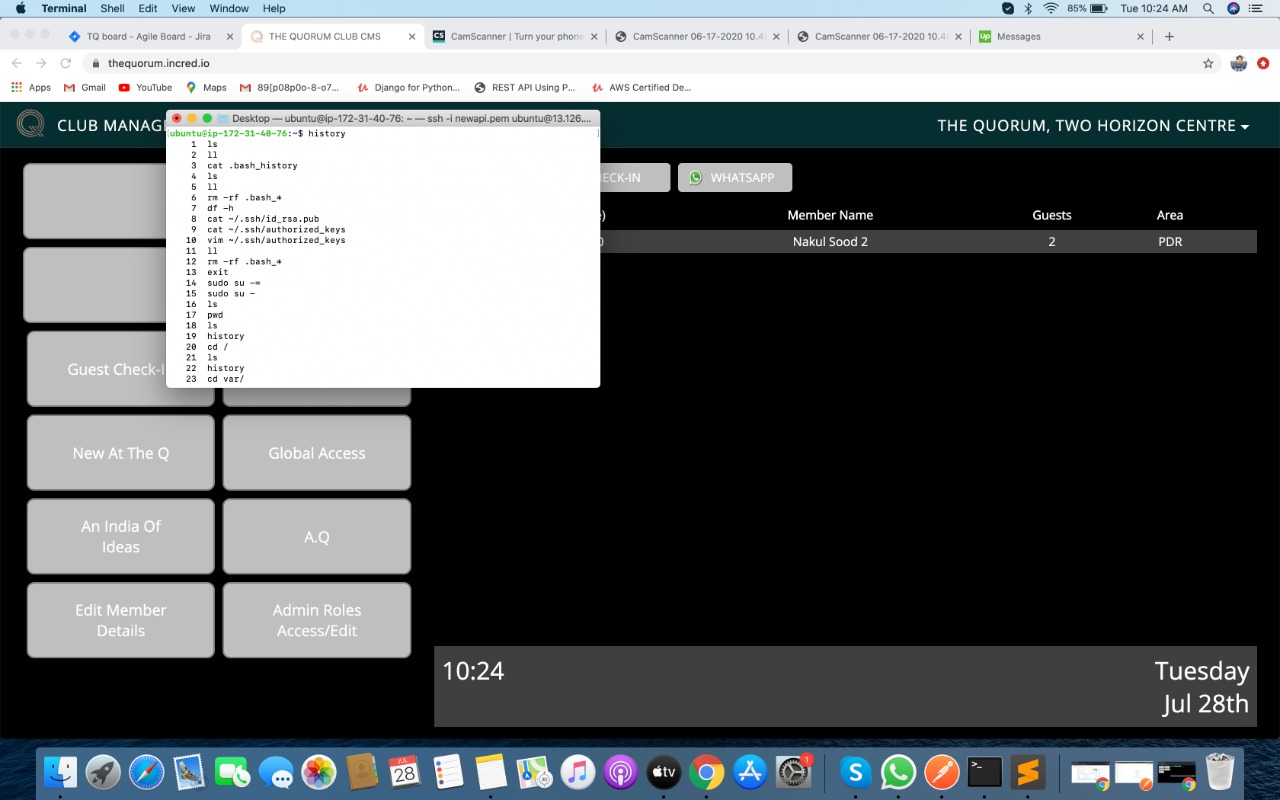 Terminal Shell Edit View Window Help 85% Tue 10:24 AM
TQ board - Agile Board - Jira THE QUORUM CLUB CMS CamScanner | Turn your phone CamScanner 06-17-2020 10.4 CamScanner 06-17-2020 10.4 Messages
thequorum.incred.io
Apps Gmail YouTube Maps 89[p08p0o-8-o7... Django for Python... REST API Using P... AWS Certified De...
CLUB MANAG
THE QUORUM, TWO HORIZON CENTRE
Desktop — ubuntu@ip-172-31-40-76: ~ — ssh -i newapi.pem ubuntu@13.126....
ubuntu@ip-172-31-40-76:~$ history
1 ls
2 ll
3 cat .bash_history
4 ls
5 ll
6 rm -rf .bash_*
7 df -h
8 cat ~/.ssh/id_rsa.pub
9 cat ~/.ssh/authorized_keys
10 vim ~/.ssh/authorized_keys
11 ll
12 rm -rf .bash_*
13 exit
14 sudo su -=
15 sudo su -
16 ls
17 pwd
18 ls
19 history
20 cd /
21 ls
22 history
23 cd var/
ECK-IN WHATSAPP
) Member Name Guests Area
Nakul Sood 2 2 PDR
Guest Check-I
New At The Q
Global Access
An India Of
Ideas
A.Q
Edit Member
Details
Admin Roles
Access/Edit
10:24
Tuesday
Jul 28th
JUL
28
tv
1